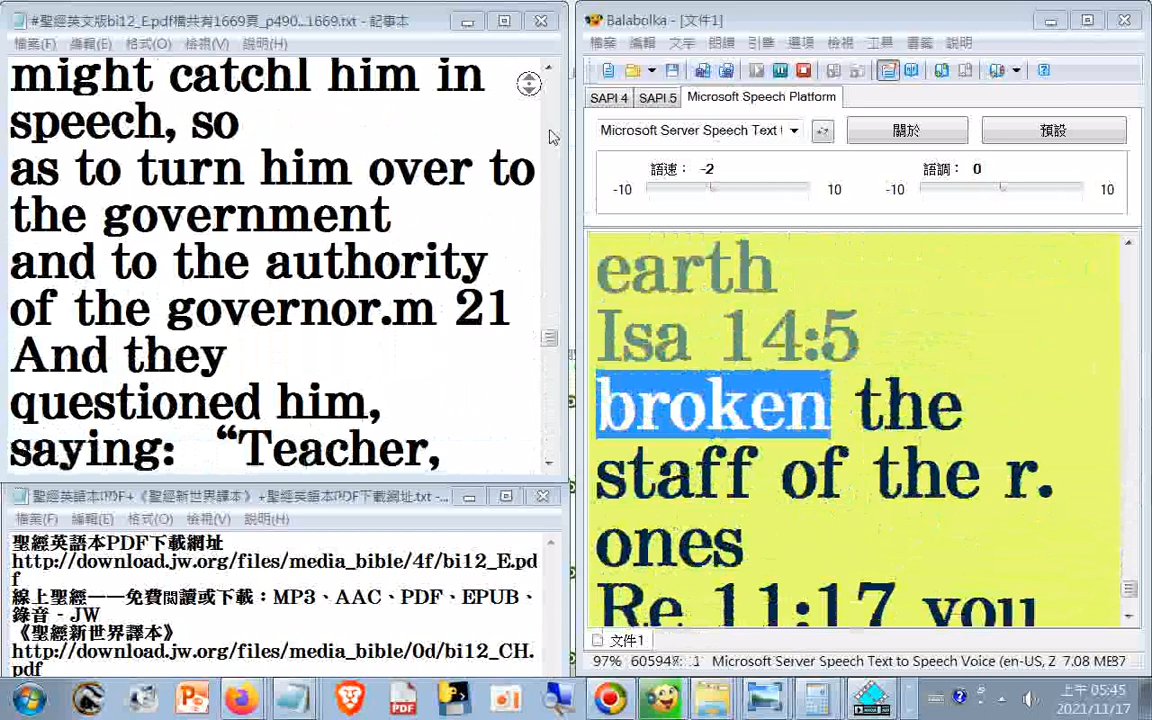 #聖經英文版bi12_E.pdf檔共有1669頁_p490...1669.txt - 記事本
檔案(F) 編輯(E) 格式(O) 檢視(V) 說明(H)
might catchl him in
speech, so
as to turn him over to
the government
and to the authority
of the governor.m 21
And they
questioned him,
saying: “Teacher,
聖經英語本PDF+《聖經新世界譯本》+聖經英語本PDF下載網址.txt - ...
檔案(F) 編輯(E) 格式(O) 檢視(V) 說明(H)
聖經英語本PDF下載網址
http://download.jw.org/files/media_bible/4f/bi12_E.pd
f
線上聖經——免費閱讀或下載：MP3、AAC、PDF、EPUB、
錄音 - JW
《聖經新世界譯本》
http://download.jw.org/files/media_bible/0d/bi12_CH.
pdf
Balabolka - [文件1]
檔案 編輯 文字 朗讀 引擎 選項 檢視 工具 書籤 說明
SAPI 4 SAPI 5 Microsoft Speech Platform
Microsoft Server Speech Text 關於 預設
語速： -2 語調： 0
-10 10 -10 10
earth
Isa 14:5
broken the
staff of the r.
ones
Re 11:17 you
文件1
97% Microsoft Server Speech Text to Speech Voice (en-US, Z 7.08 MB
PDF
上午 05:45
2021/11/17